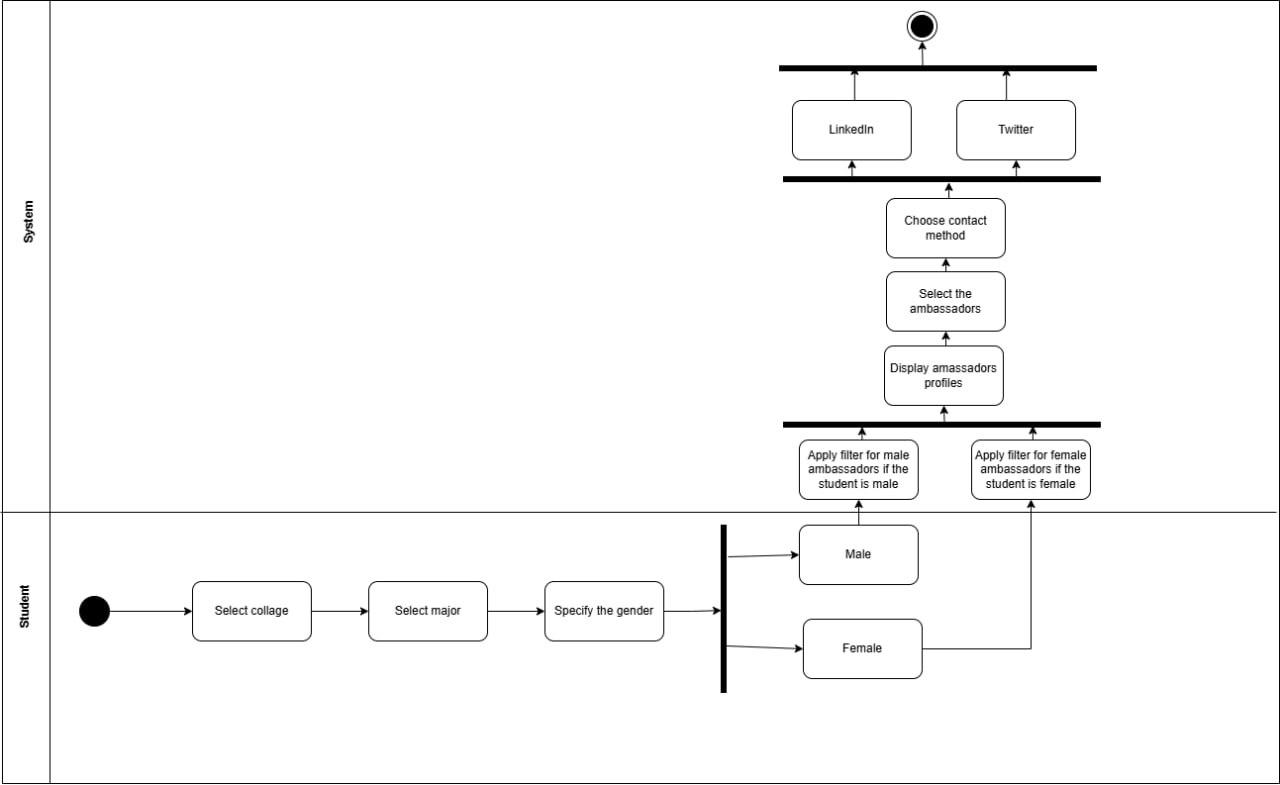 System
LinkedIn
Twitter
Choose contact
method
Select the
ambassadors
Display amassadors
profiles
Apply filter for male
ambassadors if the
student is male
Apply filter for female
ambassadors if the
student is female
Student
Select collage
Select major
Specify the gender
Male
Female